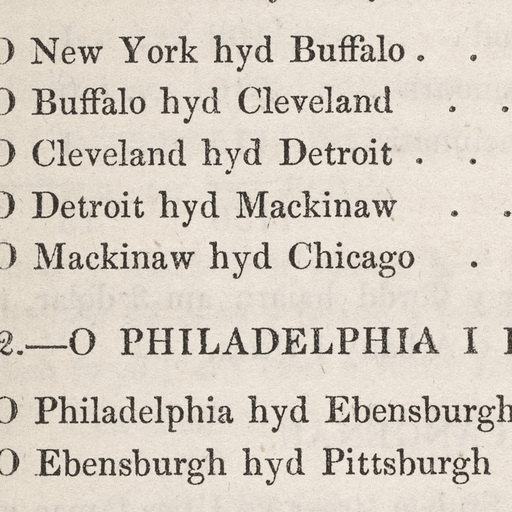 O New York hyd Buffalo . .
O Buffalo hyd Cleveland . .
O Cleveland hyd Detroit . .
O Detroit hyd Mackinaw . .
O Mackinaw hyd Chicago .
2.—O PHILADELPHIA I
O Philadelphia hyd Ebensburgh
O Ebensburgh hyd Pittsburgh